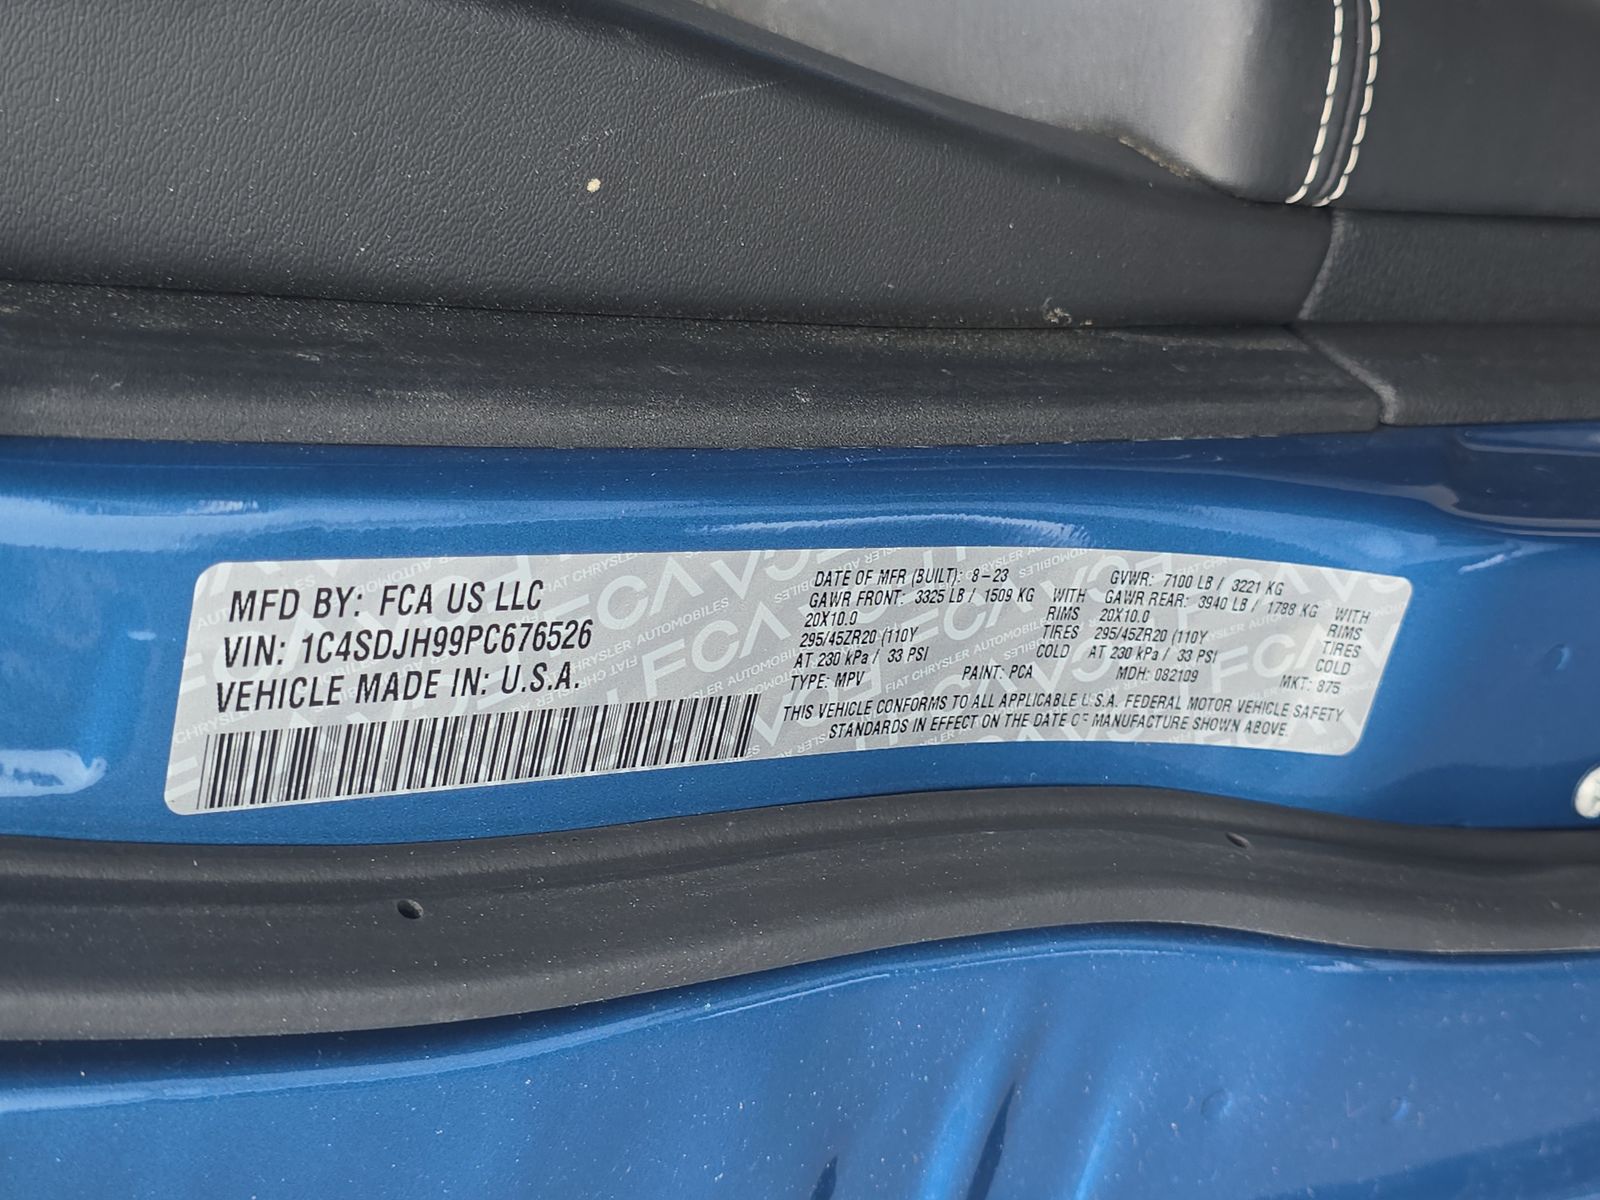 MFD BY: FCA US LLC
VIN: 1C4SDJH99PC676526
VEHICLE MADE IN: U.S.A.
DATE OF MFR (BUILT): 8-23 GVWR: 7100 LB / 3221 KG
GAWR FRONT: 3325 LB / 1509 KG WITH GAWR REAR: 3940 LB / 1788 KG WITH
20X10.0 RIMS 20X10.0 RIMS
295/45ZR20 (110Y TIRES 295/45ZR20 (110Y TIRES
AT 230 kPa / 33 PSI COLD AT 230 kPa / 33 PSI COLD
TYPE: MPV PAINT: PCA MDH: 082109 MKT: 875
THIS VEHICLE CONFORMS TO ALL APPLICABLE U.S.A. FEDERAL MOTOR VEHICLE SAFETY
STANDARDS IN EFFECT ON THE DATE OF MANUFACTURE SHOWN ABOVE.